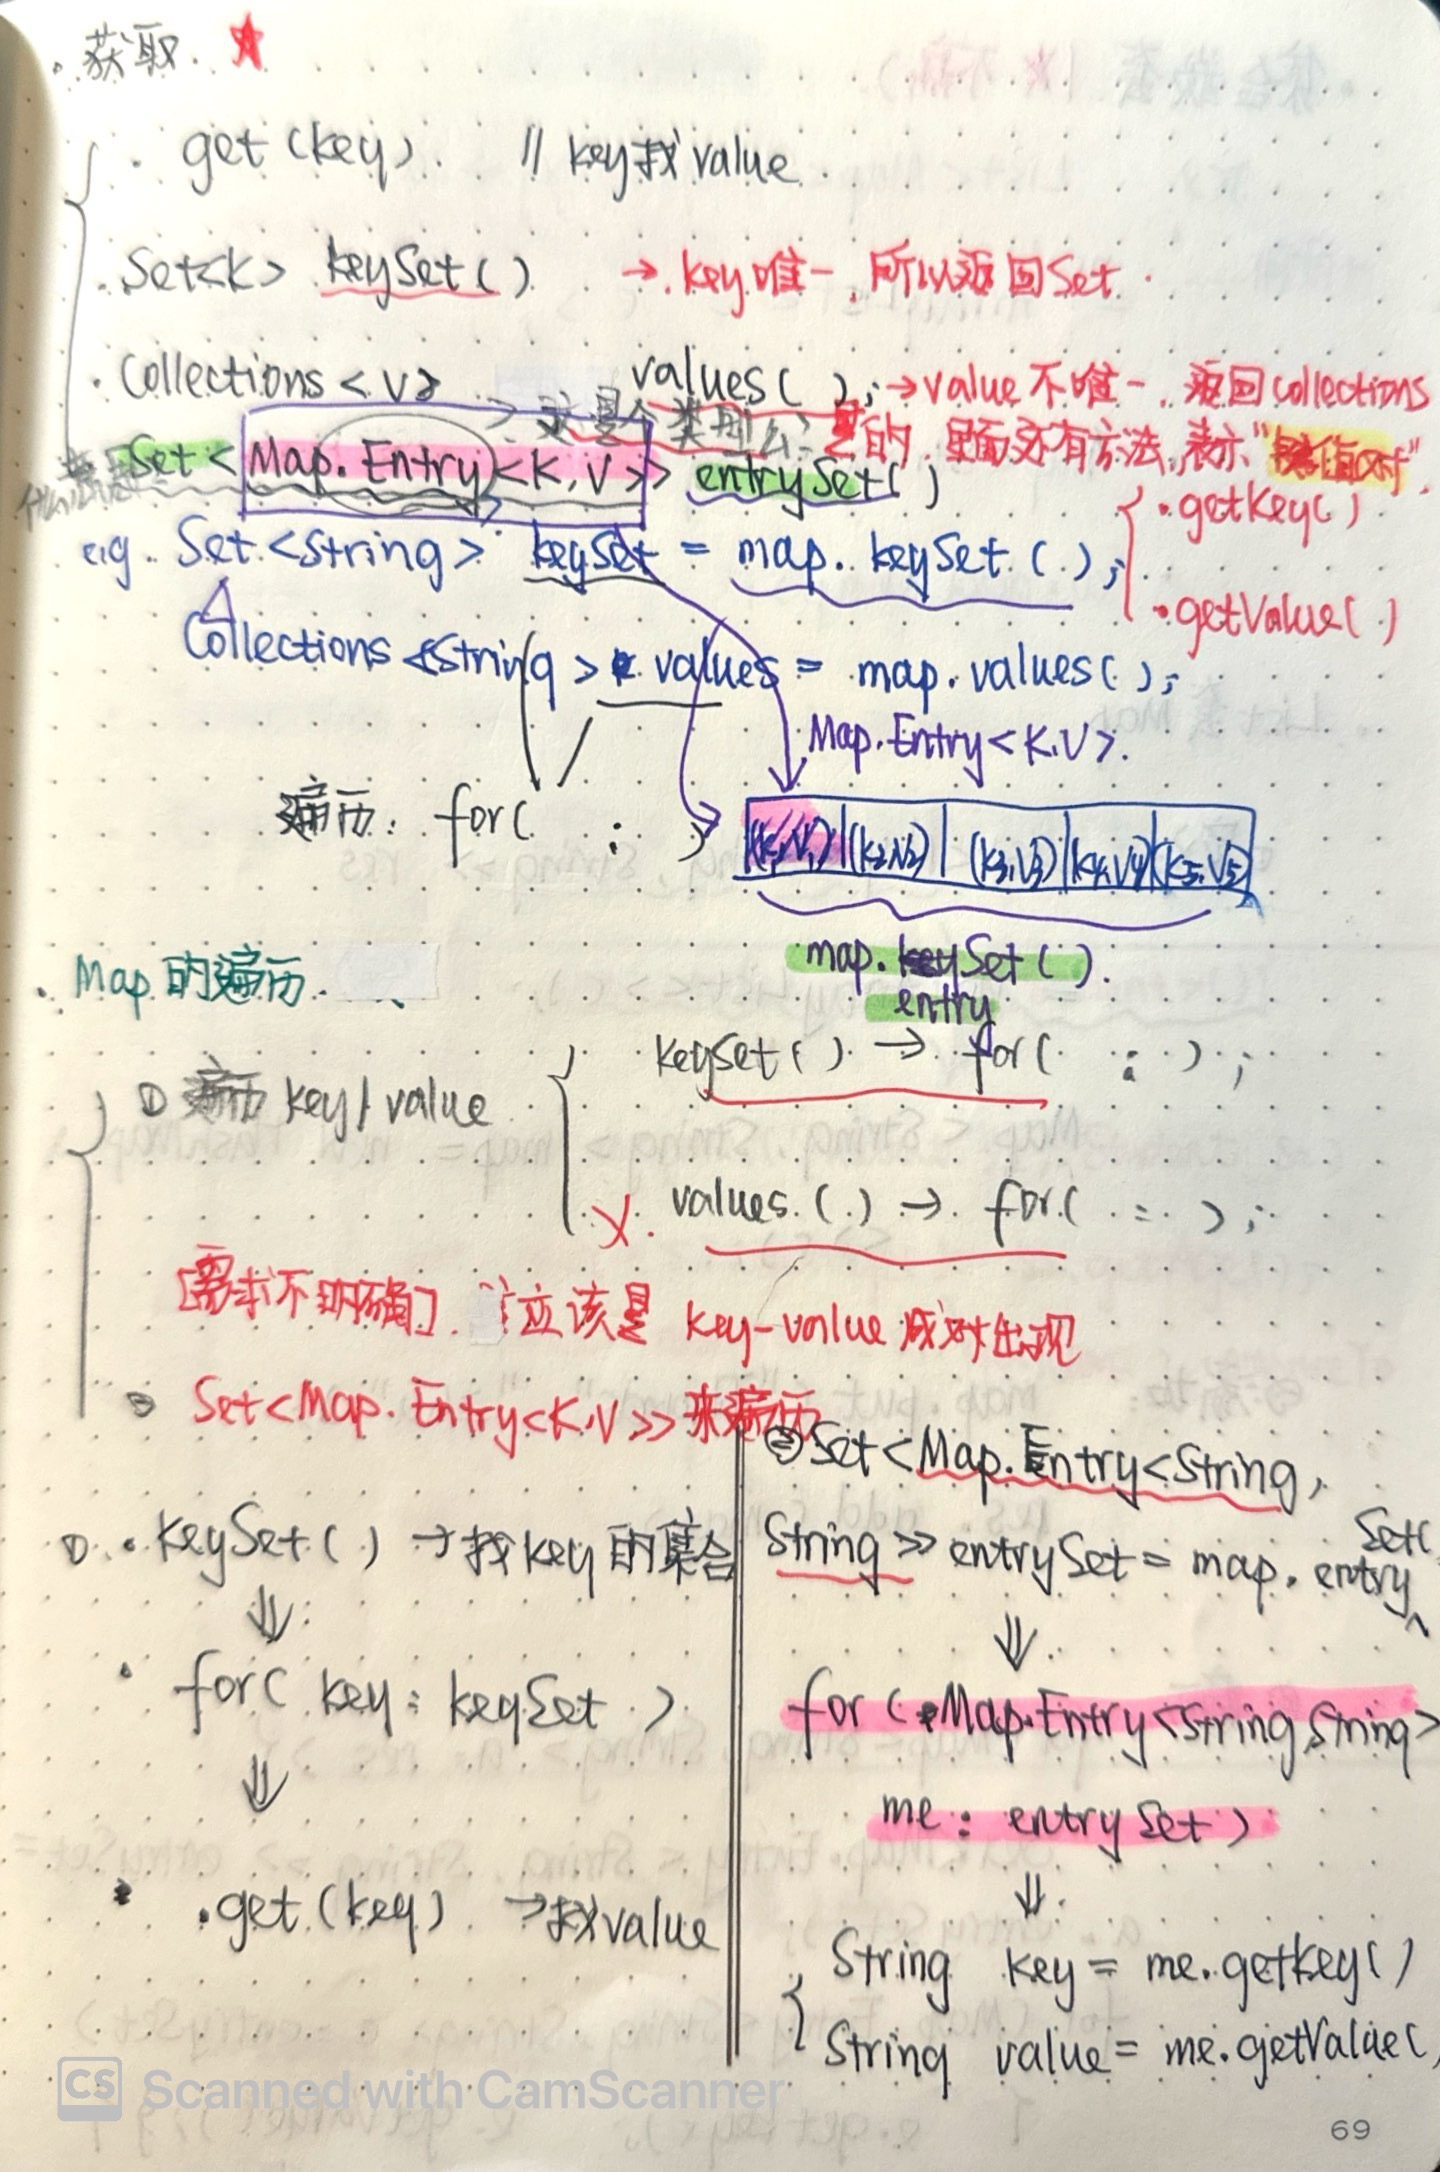 获取
get(key). // key找value
Set<K> keySet() → key唯一, 所以返回Set
Collections<V> values(); → value不唯一, 返回collections
这是个类型么? 是的, 里面还有方法, 表示"键值对",
Set<Map.Entry<K,V>> entrySet()
·getKey()
e.g. Set<String> keySet = map.keySet();
·getValue()
Collections<String> values = map.values();
Map.Entry<K,V>.
遍历: for( : )
(K1,V1) (K2,V2) (K3,V3) (K4,V4) (K5,V5)
map.keySet().
entry
Map的遍历.
keySet() → for( : );
① 遍历 key/value
X. values.() → for( : );
[需求不明确]. 应该是 key-value 成对出现
② Set<Map.Entry<K,V>>来遍历
② Set<Map.Entry<String,
String>> entrySet = map.entrySet(
① ·keySet() → 找key的集合
⇓
⇓
for( key : keySet )
for (Map.Entry<String,String>
me : entrySet)
⇓
⇓
.get(key) → 找value
String key = me.getKey()
String value = me.getValue(
CS Scanned with CamScanner
69